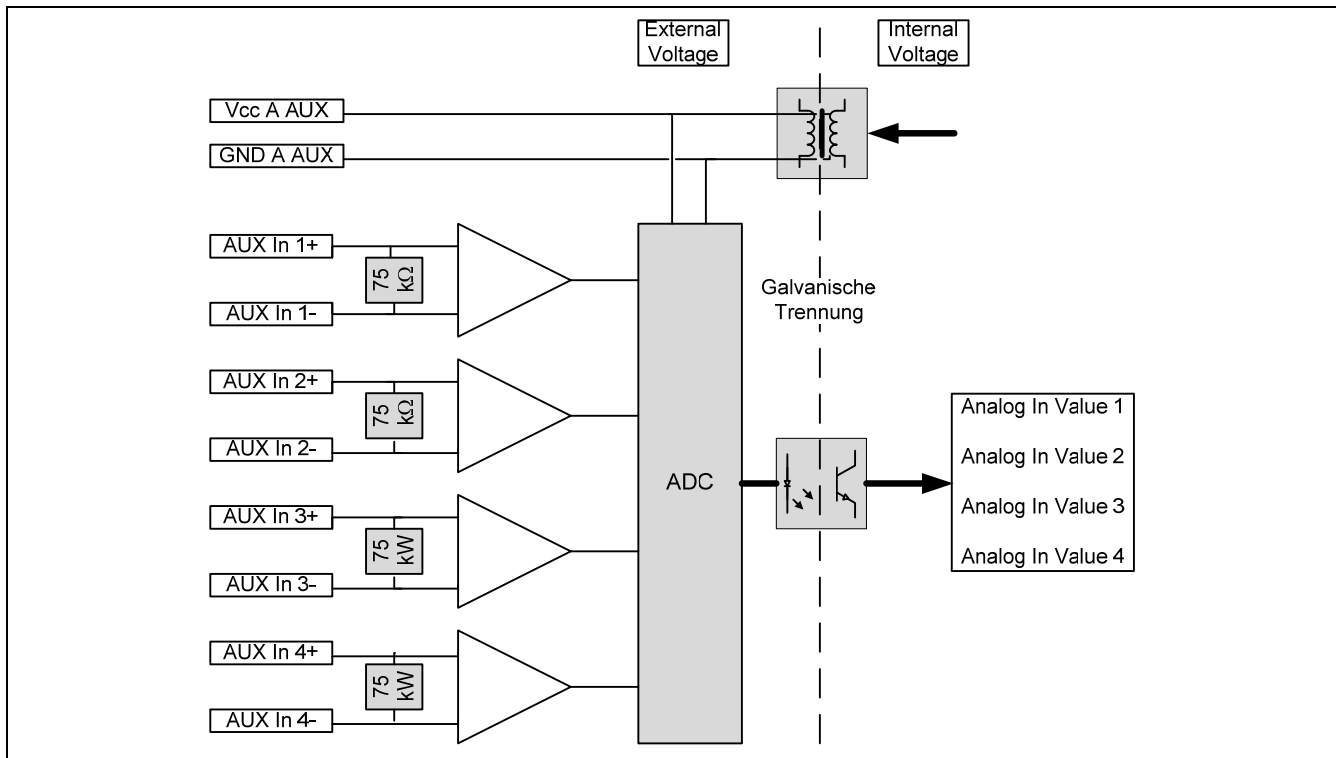 External
Voltage
Internal
Voltage
Vcc A AUX
GND A AUX
AUX In 1+
75
kΩ
AUX In 1-
Galvanische
Trennung
AUX In 2+
75
kΩ
AUX In 2-
ADC
Analog In Value 1
Analog In Value 2
Analog In Value 3
Analog In Value 4
AUX In 3+
75
kW
AUX In 3-
AUX In 4+
75
kW
AUX In 4-